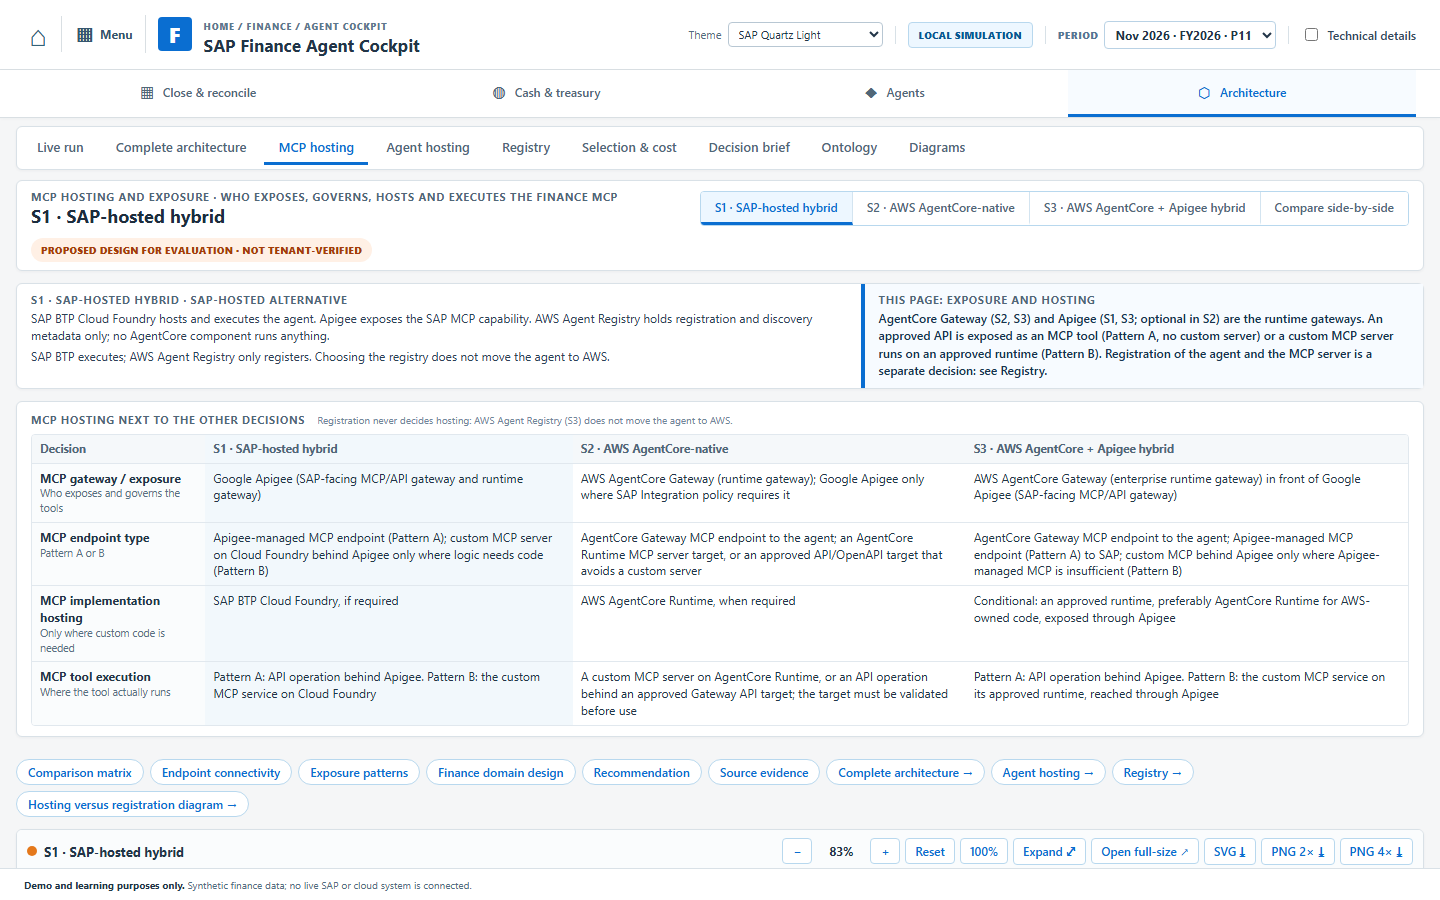 Menu
F
HOME / FINANCE / AGENT COCKPIT
SAP Finance Agent Cockpit
Theme
SAP Quartz Light
LOCAL SIMULATION
PERIOD
Nov 2026 · FY2026 · P11
Technical details
Close & reconcile
Cash & treasury
Agents
Architecture
Live run
Complete architecture
MCP hosting
Agent hosting
Registry
Selection & cost
Decision brief
Ontology
Diagrams
MCP HOSTING AND EXPOSURE · WHO EXPOSES, GOVERNS, HOSTS AND EXECUTES THE FINANCE MCP
S1 · SAP-hosted hybrid
PROPOSED DESIGN FOR EVALUATION · NOT TENANT-VERIFIED
S1 · SAP-hosted hybrid
S2 · AWS AgentCore-native
S3 · AWS AgentCore + Apigee hybrid
Compare side-by-side
S1 · SAP-HOSTED HYBRID · SAP-HOSTED ALTERNATIVE
SAP BTP Cloud Foundry hosts and executes the agent. Apigee exposes the SAP MCP capability. AWS Agent Registry holds registration and discovery
metadata only; no AgentCore component runs anything.
SAP BTP executes; AWS Agent Registry only registers. Choosing the registry does not move the agent to AWS.
THIS PAGE: EXPOSURE AND HOSTING
AgentCore Gateway (S2, S3) and Apigee (S1, S3; optional in S2) are the runtime gateways. An
approved API is exposed as an MCP tool (Pattern A, no custom server) or a custom MCP server
runs on an approved runtime (Pattern B). Registration of the agent and the MCP server is a
separate decision: see Registry.
MCP HOSTING NEXT TO THE OTHER DECISIONS
Registration never decides hosting: AWS Agent Registry (S3) does not move the agent to AWS.
Decision
S1 · SAP-hosted hybrid
S2 · AWS AgentCore-native
S3 · AWS AgentCore + Apigee hybrid
MCP gateway / exposure
Who exposes and governs the
tools
Google Apigee (SAP-facing MCP/API gateway and runtime
gateway)
AWS AgentCore Gateway (runtime gateway); Google Apigee only
where SAP Integration policy requires it
AWS AgentCore Gateway (enterprise runtime gateway) in front of Google
Apigee (SAP-facing MCP/API gateway)
MCP endpoint type
Pattern A or B
Apigee-managed MCP endpoint (Pattern A); custom MCP server
on Cloud Foundry behind Apigee only where logic needs code
(Pattern B)
AgentCore Gateway MCP endpoint to the agent; an AgentCore
Runtime MCP server target, or an approved API/OpenAPI target that
avoids a custom server
AgentCore Gateway MCP endpoint to the agent; Apigee-managed MCP
endpoint (Pattern A) to SAP; custom MCP behind Apigee only where Apigee-
managed MCP is insufficient (Pattern B)
MCP implementation
hosting
Only where custom code is
needed
SAP BTP Cloud Foundry, if required
AWS AgentCore Runtime, when required
Conditional: an approved runtime, preferably AgentCore Runtime for AWS-
owned code, exposed through Apigee
MCP tool execution
Where the tool actually runs
Pattern A: API operation behind Apigee. Pattern B: the custom
MCP service on Cloud Foundry
A custom MCP server on AgentCore Runtime, or an API operation
behind an approved Gateway API target; the target must be validated
before use
Pattern A: API operation behind Apigee. Pattern B: the custom MCP service on
its approved runtime, reached through Apigee
Comparison matrix
Endpoint connectivity
Exposure patterns
Finance domain design
Recommendation
Source evidence
Complete architecture →
Agent hosting →
Registry →
Hosting versus registration diagram →
S1 · SAP-hosted hybrid
−
83%
+
Reset
100%
Expand ⤢
Open full-size ↗
SVG ⤓
PNG 2× ⤓
PNG 4× ⤓
Demo and learning purposes only. Synthetic finance data; no live SAP or cloud system is connected.